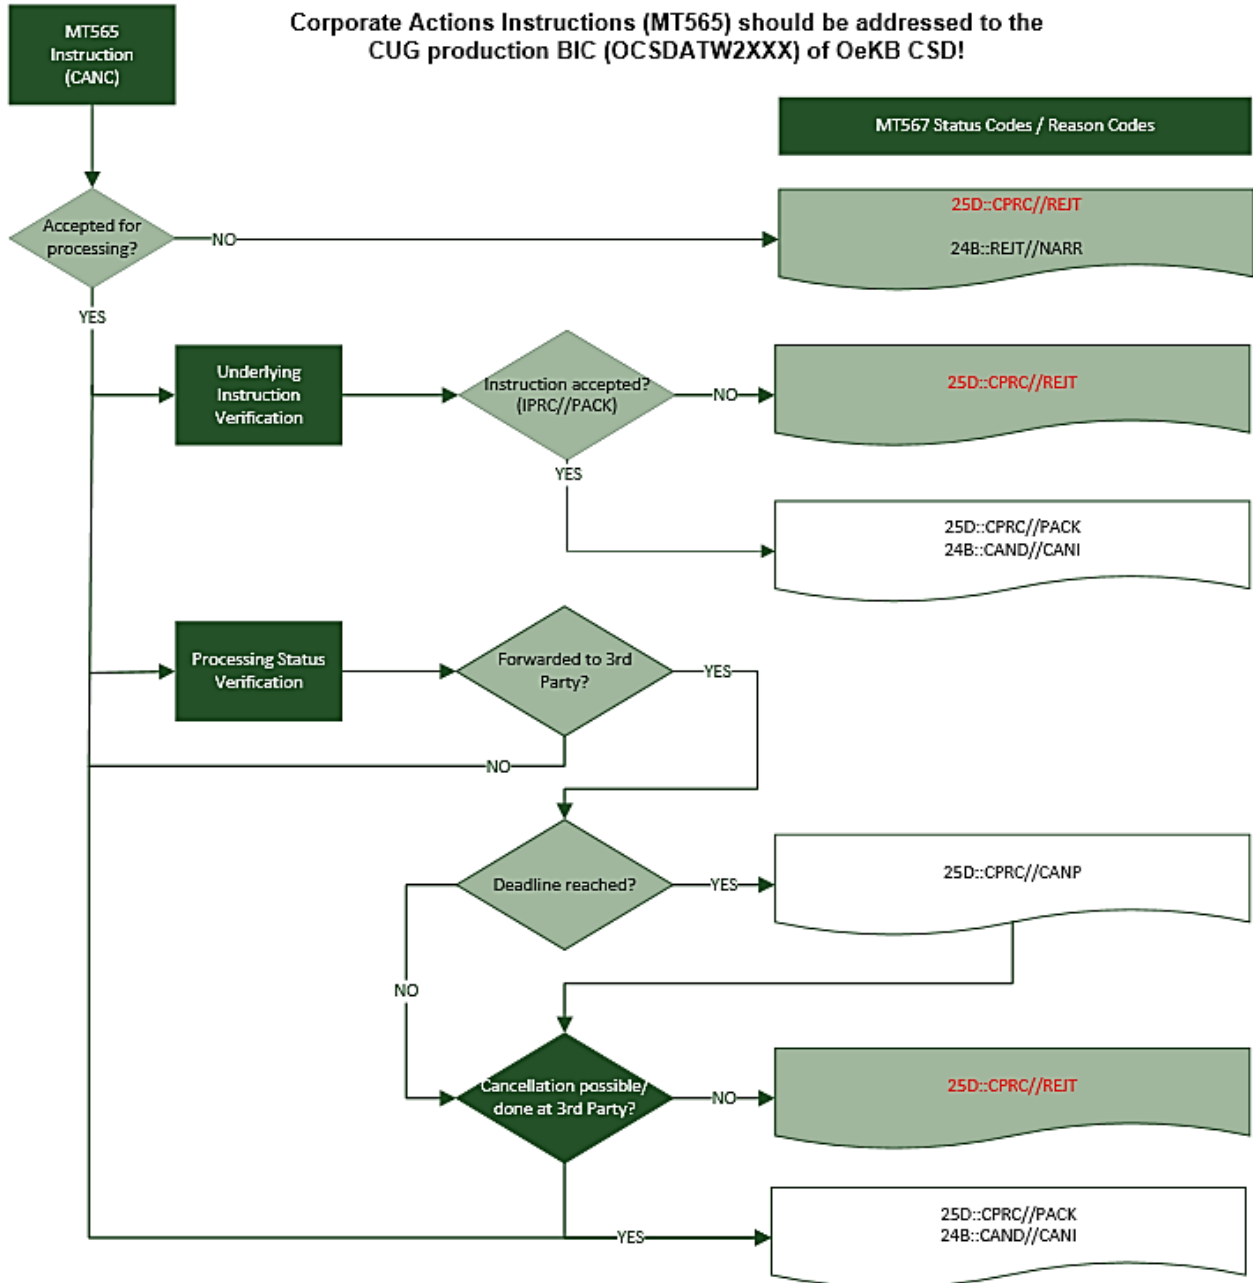 Corporate Actions Instructions (MT565) should be addressed to the
CUG production BIC (OCSDATW2XXX) of OeKB CSD!
MT565
Instruction
(CANC)
MT567 Status Codes / Reason Codes
Accepted for
processing?
NO
25D::CPRC//REJT
24B::REJT//NARR
YES
Underlying
Instruction
Verification
Instruction accepted?
(IPRC//PACK)
NO
25D::CPRC//REJT
YES
25D::CPRC//PACK
24B::CAND//CANI
Processing Status
Verification
Forwarded to 3rd
Party?
YES
NO
Deadline reached?
YES
25D::CPRC//CANP
NO
Cancellation possible/
done at 3rd Party?
NO
25D::CPRC//REJT
YES
25D::CPRC//PACK
24B::CAND//CANI